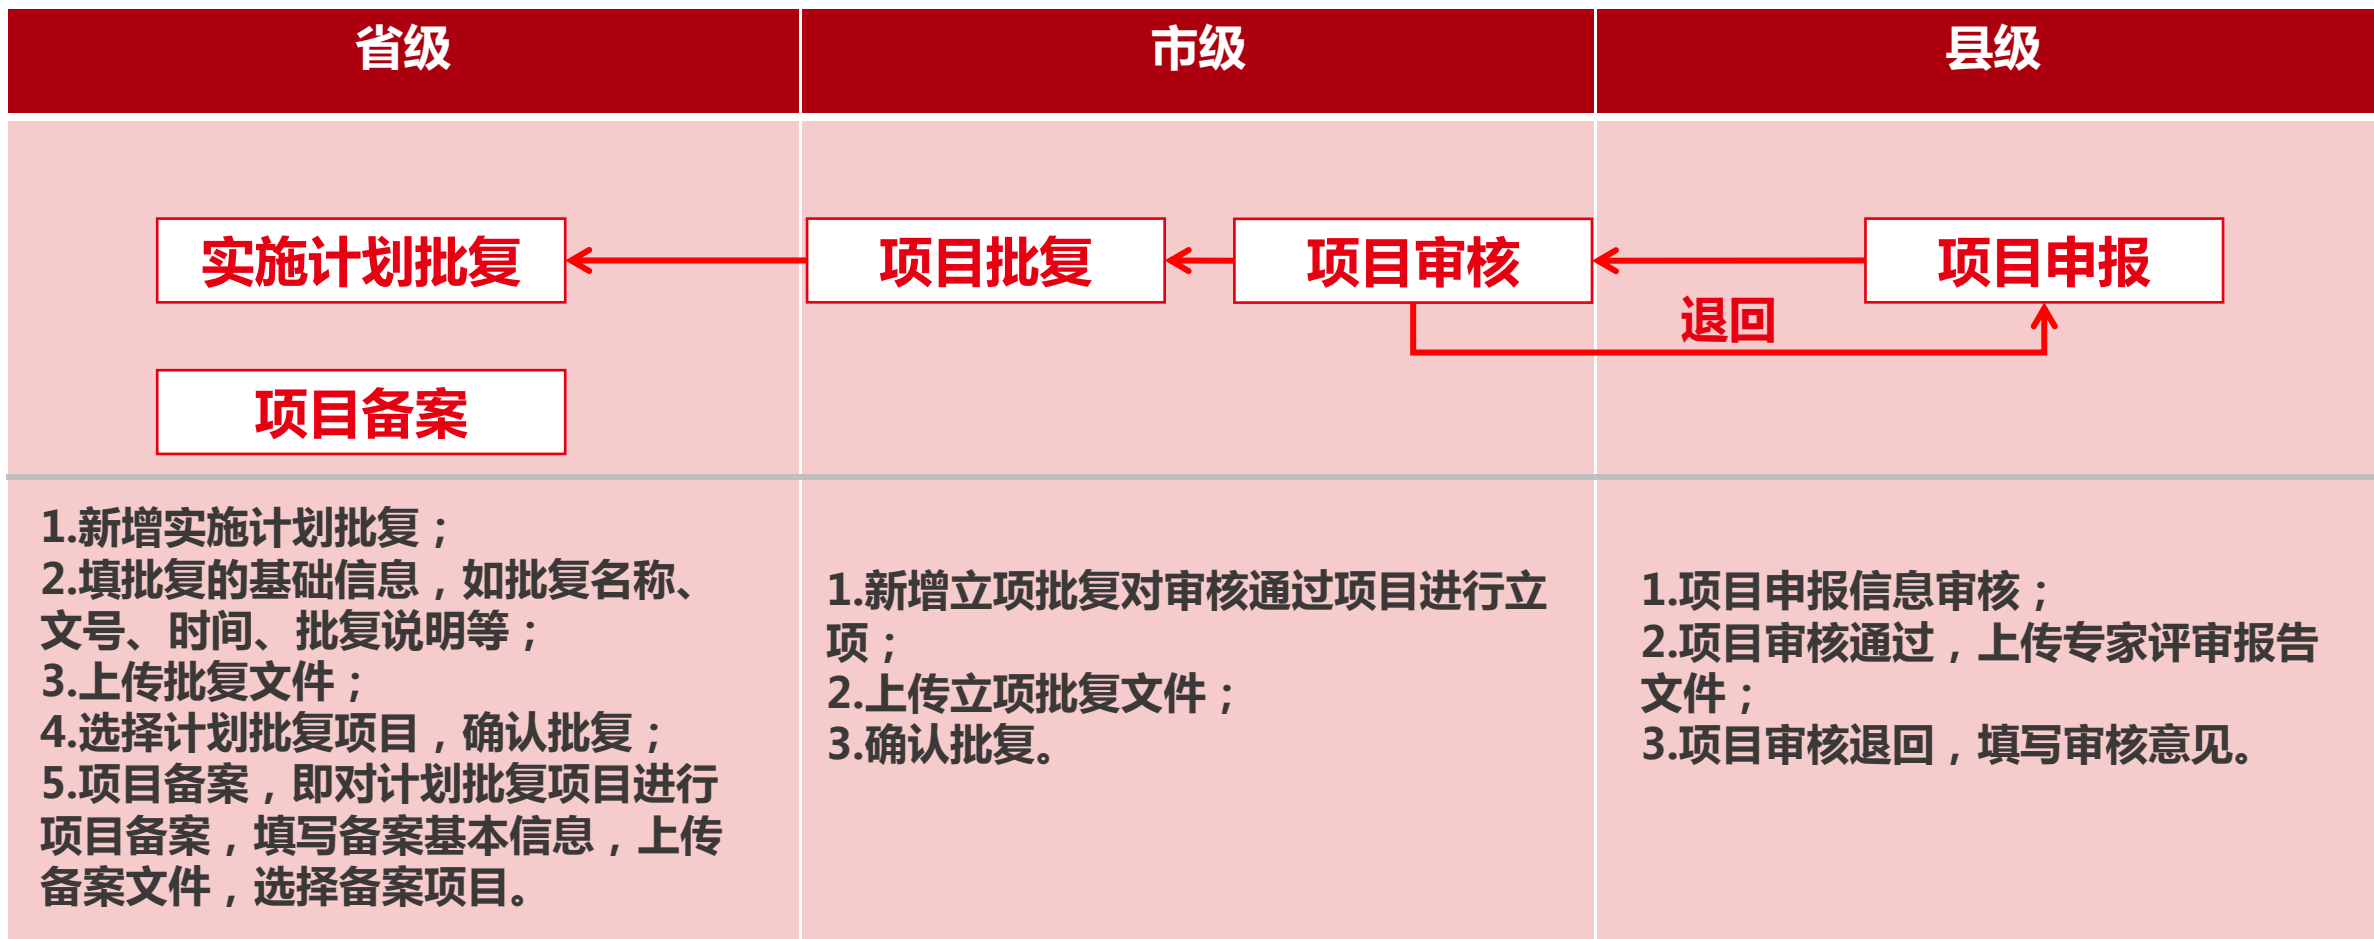 省级
市级
县级
实施计划批复
项目批复
项目审核
项目申报
退回
项目备案
1.新增实施计划批复；
2.填批复的基础信息，如批复名称、
文号、时间、批复说明等；
3.上传批复文件；
4.选择计划批复项目，确认批复；
5.项目备案，即对计划批复项目进行
项目备案，填写备案基本信息，上传
备案文件，选择备案项目。
1.新增立项批复对审核通过项目进行立
项；
2.上传立项批复文件；
3.确认批复。
1.项目申报信息审核；
2.项目审核通过，上传专家评审报告
文件；
3.项目审核退回，填写审核意见。